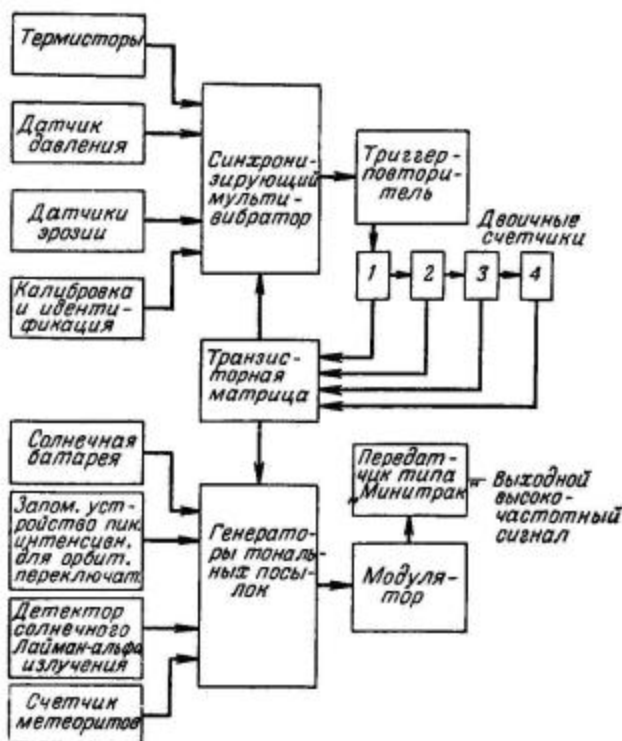 Термисторы
Датчик
давления
Датчики
эрозии
Калибровка
и иденти-
фикация
Синхрони-
зирующий
мульти-
вибратор
Триггер-
повтори-
тель
Двоичные
счетчики
1 2 3 4
Транзис-
торная
матрица
Солнечная
батарея
Запом. уст-
ройство пик.
интенсивн.
для орбит.
переключат.
Детектор
солнечного
Лайман-альфа
излучения
Счетчик
метеоритов
Генерато-
ры тональ-
ных посы-
лок
Передат-
чик типа
„Минитрак“
Модуля-
тор
Выходной
высоко-
частотный
сигнал